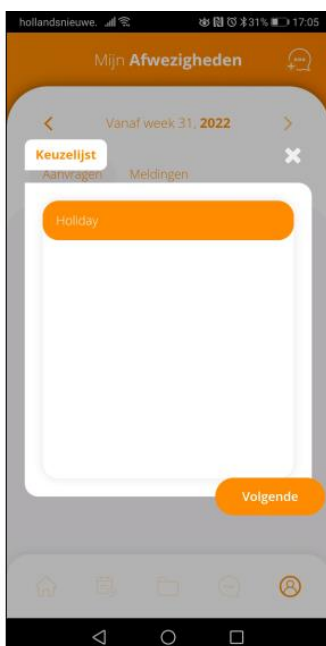 hollandsnieuwe. 31% 17:05
Mijn Afwezigheden
Vanaf week 31, 2022
Keuzelijst
Aanvragen Meldingen
Holiday
Volgende